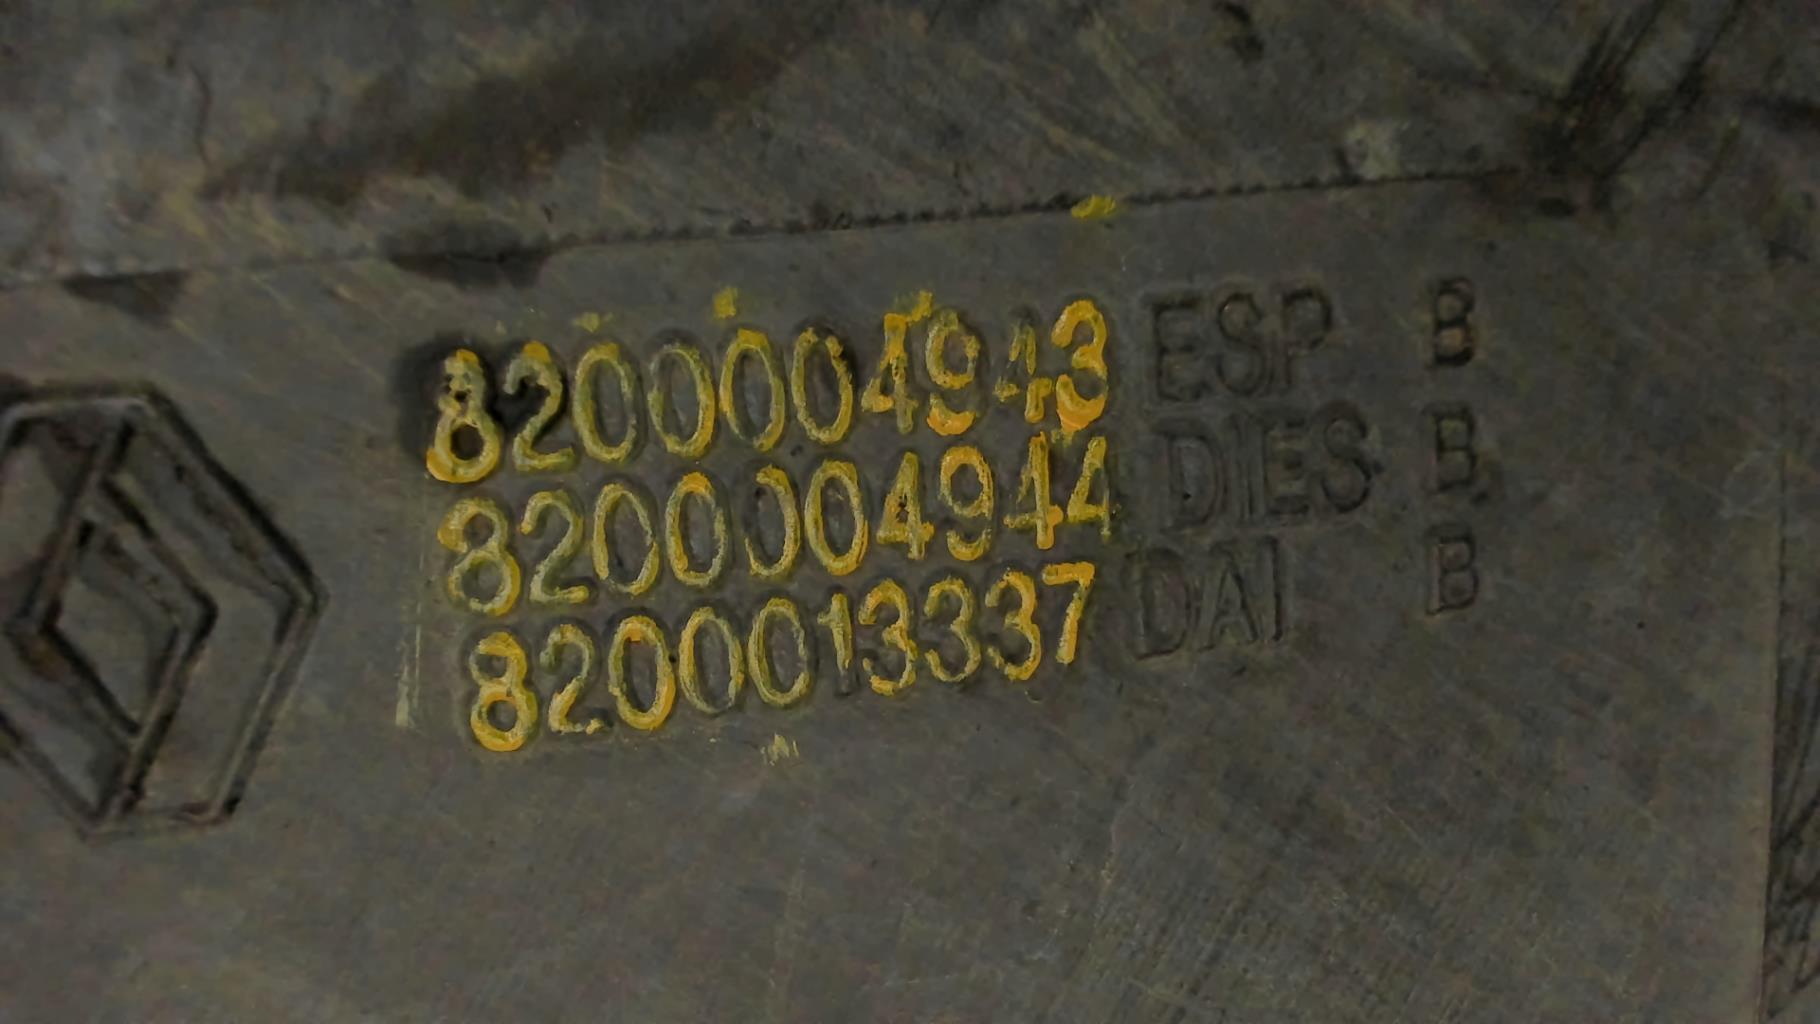 8200004943 ESP B
8200004944 DIES B
8200013337 DAI B